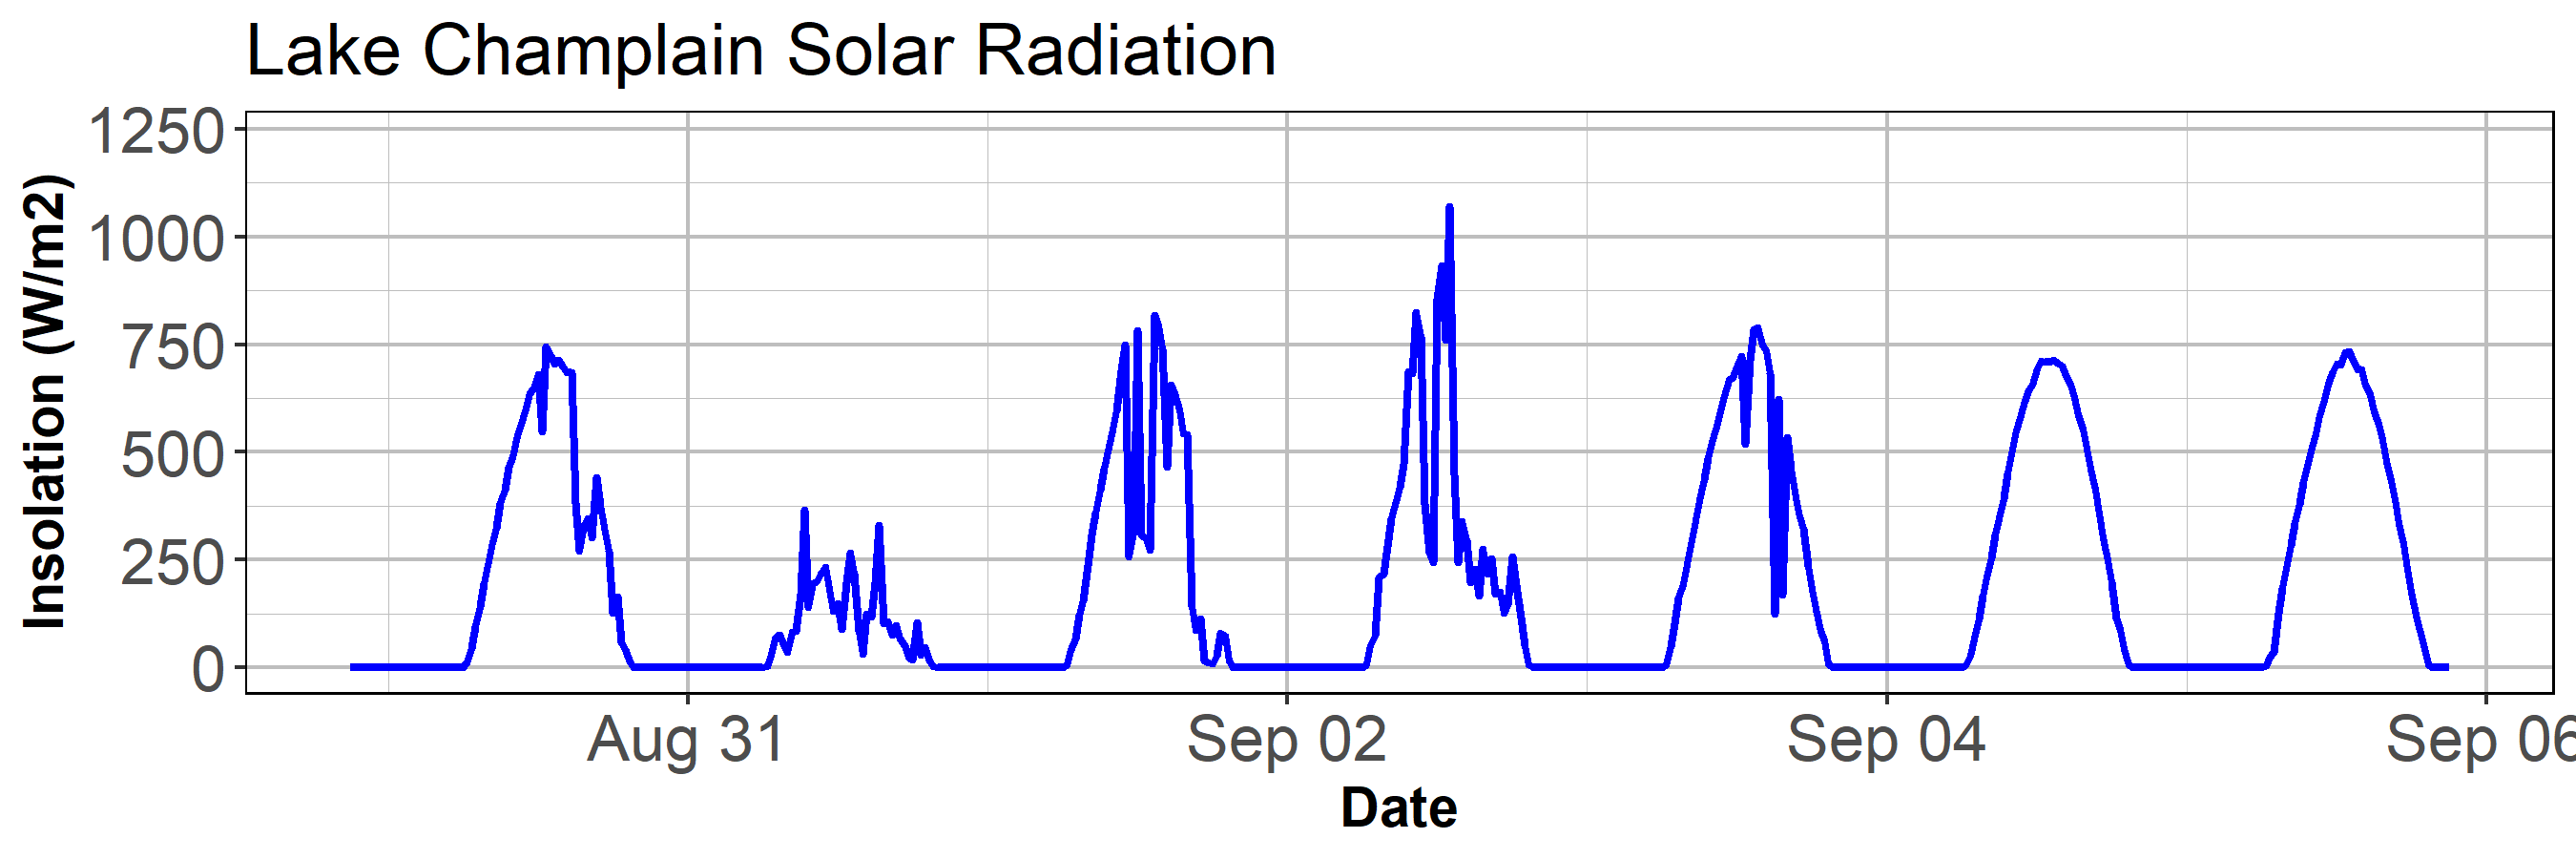 Lake Champlain Solar Radiation
1250
1000
750
500
250
0
Insolation (W/m2)
Aug 31 Sep 02 Sep 04 Sep 06
Date